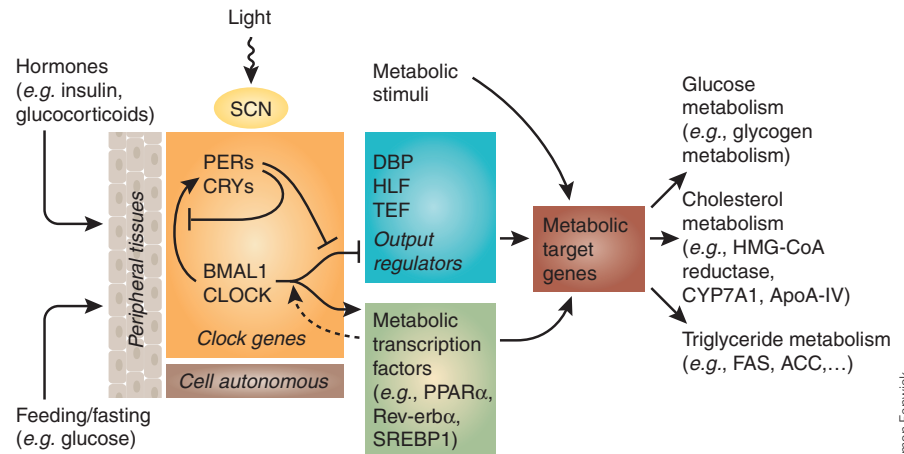 Light
Hormones
(e.g. insulin,
glucocorticoids)
SCN
Metabolic
stimuli
Glucose
metabolism
(e.g., glycogen
metabolism)
Peripheral tissues
PERs
CRYs
BMAL1
CLOCK
Clock genes
Cell autonomous
DBP
HLF
TEF
Output
regulators
Metabolic
transcription
factors
(e.g., PPARα,
Rev-erbα,
SREBP1)
Metabolic
target
genes
Cholesterol
metabolism
(e.g., HMG-CoA
reductase,
CYP7A1, ApoA-IV)
Triglyceride metabolism
(e.g., FAS, ACC,...)
Feeding/fasting
(e.g. glucose)